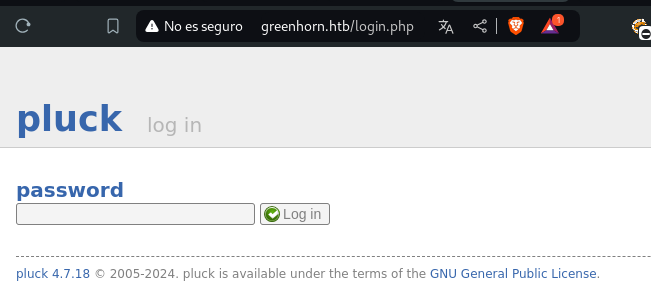 No es seguro greenhorn.htb/login.php 1
pluck log in
password
Log in
pluck 4.7.18 © 2005-2024. pluck is available under the terms of the GNU General Public License.